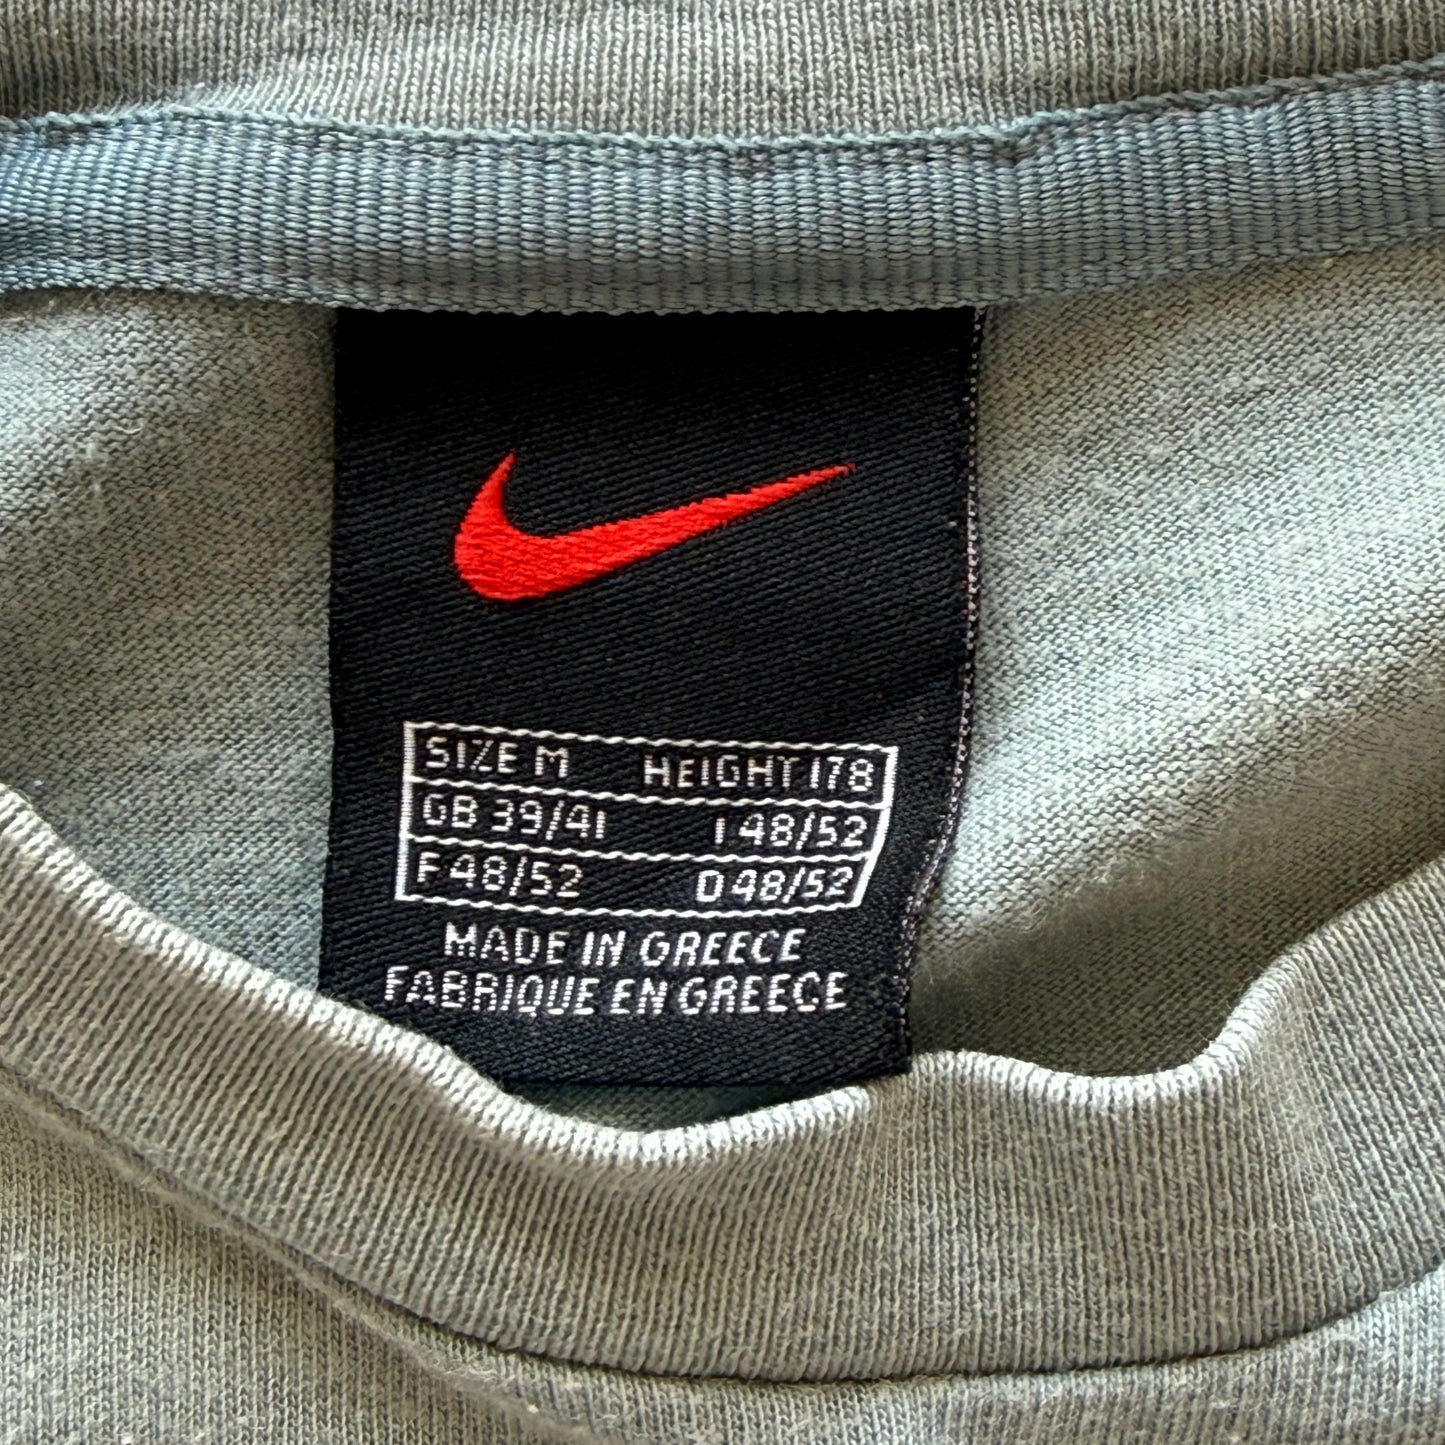 SIZE M HEIGHT 178
GB 39/41 I 48/52
F 48/52 D 48/52
MADE IN GREECE
FABRIQUE EN GREECE